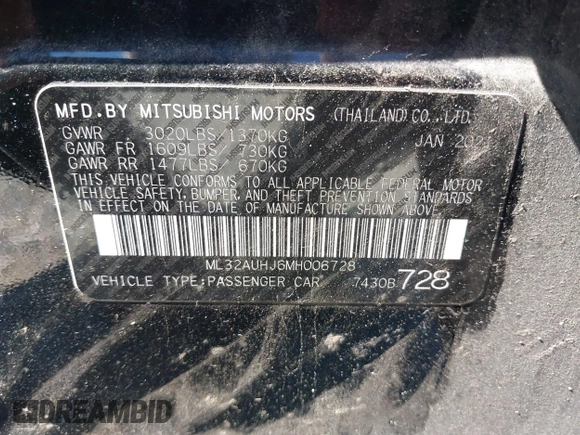 MFD.BY MITSUBISHI MOTORS (THAILAND)CO.,LTD.
GVWR 3020LBS/1370KG JAN 2021
GAWR FR 1609LBS/ 730KG
GAWR RR 1477LBS/ 670KG
THIS VEHICLE CONFORMS TO ALL APPLICABLE FEDERAL MOTOR
VEHICLE SAFETY, BUMPER, AND THEFT PREVENTION STANDARDS
IN EFFECT ON THE DATE OF MANUFACTURE SHOWN ABOVE.
ML32AUHJ6MH006728
VEHICLE TYPE:PASSENGER CAR 7430B 728
DREAMBID